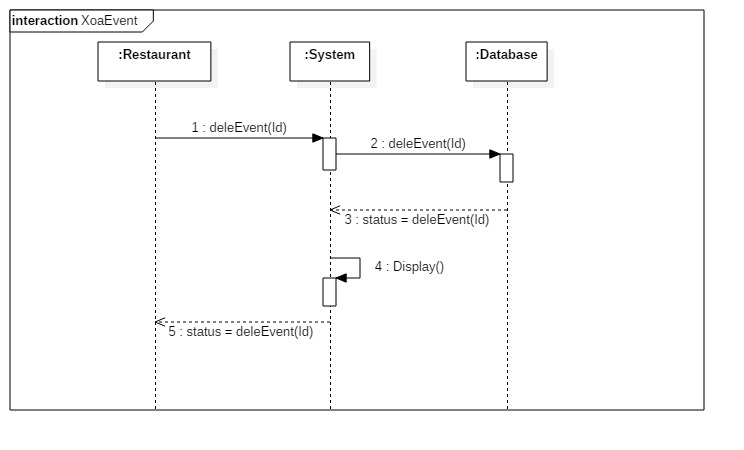 interaction XoaEvent
:Restaurant
:System
:Database
1 : deleEvent(Id)
2 : deleEvent(Id)
3 : status = deleEvent(Id)
4 : Display()
5 : status = deleEvent(Id)